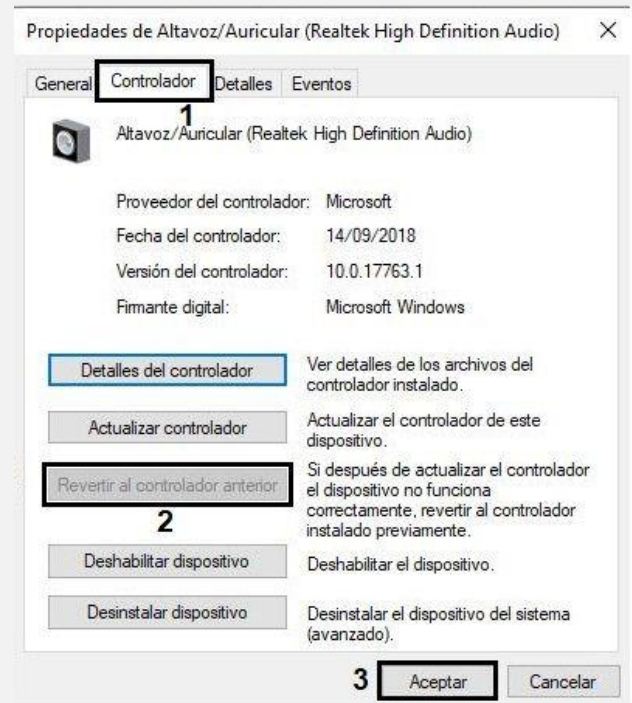 Propiedades de Altavoz/Auricular (Realtek High Definition Audio)
General Controlador Detalles Eventos
1
Altavoz/Auricular (Realtek High Definition Audio)
Proveedor del controlador: Microsoft
Fecha del controlador: 14/09/2018
Versión del controlador: 10.0.17763.1
Firmante digital: Microsoft Windows
Detalles del controlador
Ver detalles de los archivos del
controlador instalado.
Actualizar controlador
Actualizar el controlador de este
dispositivo.
Revertir al controlador anterior
2
Si después de actualizar el controlador
el dispositivo no funciona
correctamente, revertir al controlador
instalado previamente.
Deshabilitar dispositivo
Deshabilitar el dispositivo.
Desinstalar dispositivo
Desinstalar el dispositivo del sistema
(avanzado).
3 Aceptar Cancelar